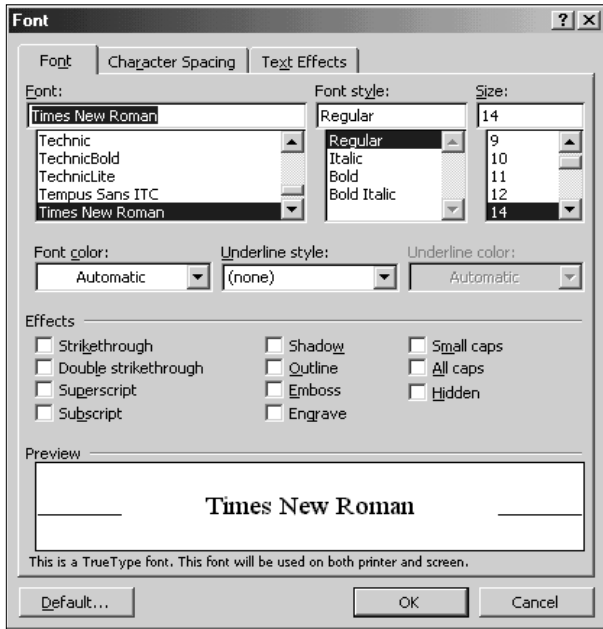 Font
Font Character Spacing Text Effects
Font: Font style: Size:
Times New Roman Regular 14
Technic Regular 9
TechnicBold Italic 10
TechnicLite Bold 11
Tempus Sans ITC Bold Italic 12
Times New Roman 14
Font color: Underline style: Underline color:
Automatic (none) Automatic
Effects
Strikethrough Shadow Small caps
Double strikethrough Outline All caps
Superscript Emboss Hidden
Subscript Engrave
Preview
Times New Roman
This is a TrueType font. This font will be used on both printer and screen.
Default... OK Cancel